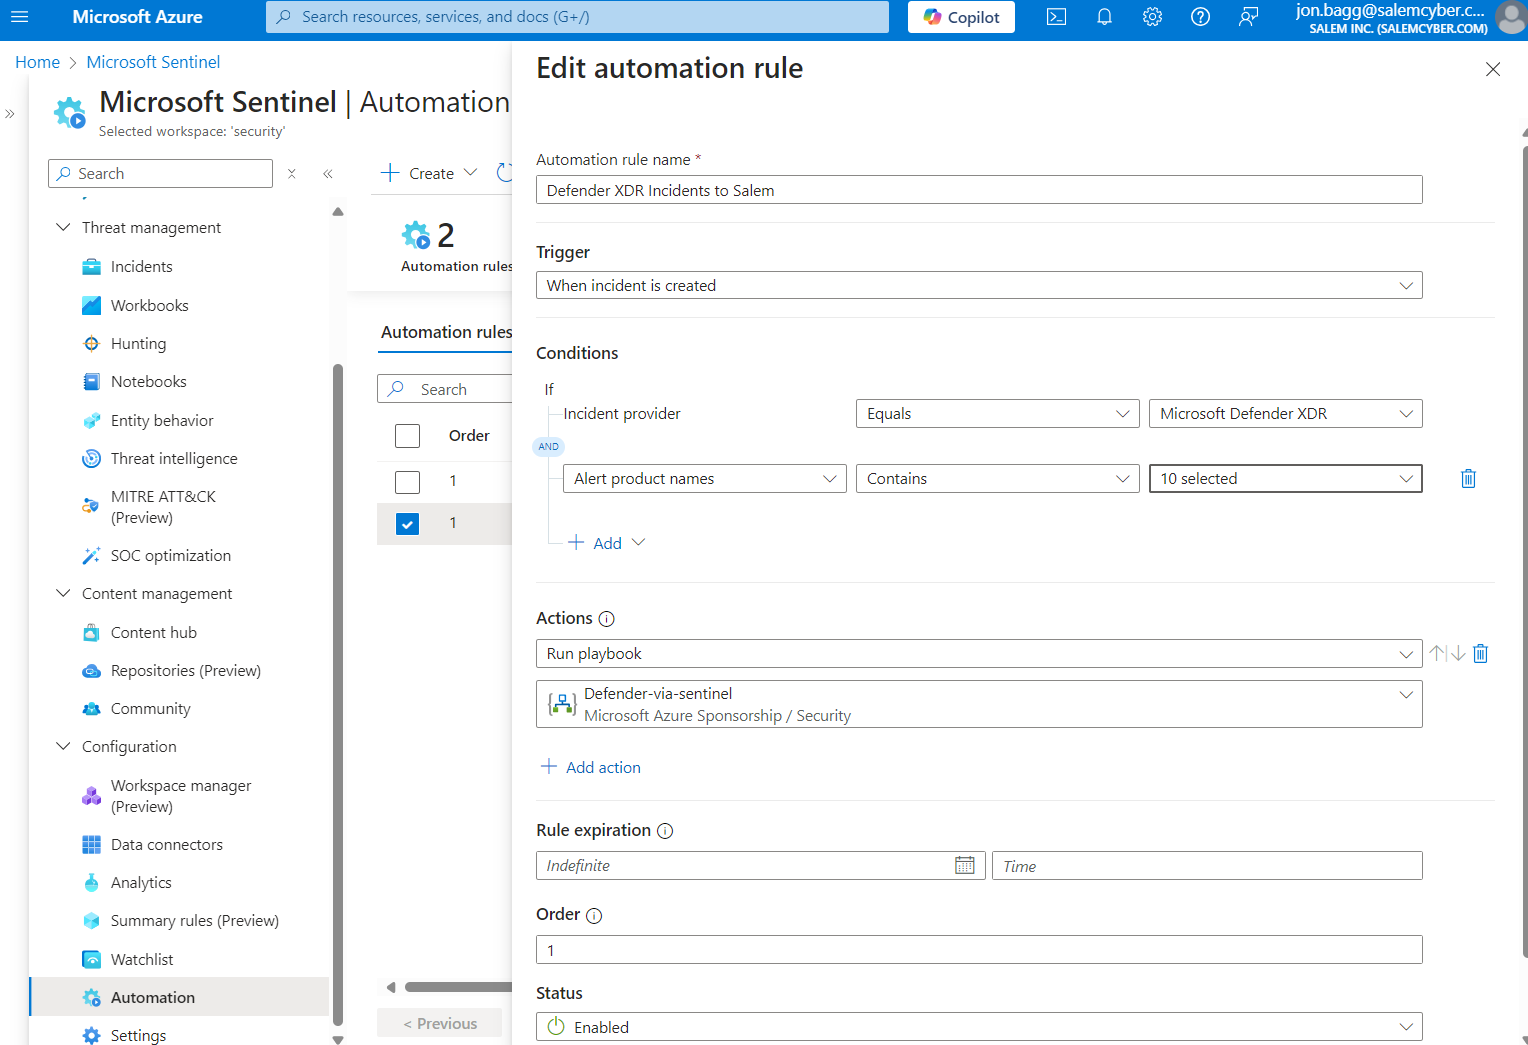 Microsoft Azure
Search resources, services, and docs (G+/)
Copilot
jon.bagg@salemcyber.c...
SALEM INC. (SALEMCYBER.COM)
Home > Microsoft Sentinel
Microsoft Sentinel | Automation
Selected workspace: 'security'
Search
Threat management
Incidents
Workbooks
Hunting
Notebooks
Entity behavior
Threat intelligence
MITRE ATT&CK
(Preview)
SOC optimization
Content management
Content hub
Repositories (Preview)
Community
Configuration
Workspace manager
(Preview)
Data connectors
Analytics
Summary rules (Preview)
Watchlist
Automation
Settings
Create
2
Automation rules
Automation rules
Search
Order
1
1
< Previous
Edit automation rule
Automation rule name *
Defender XDR Incidents to Salem
Trigger
When incident is created
Conditions
If
Incident provider Equals Microsoft Defender XDR
AND
Alert product names Contains 10 selected
Add
Actions
Run playbook
Defender-via-sentinel
Microsoft Azure Sponsorship / Security
Add action
Rule expiration
Indefinite Time
Order
1
Status
Enabled